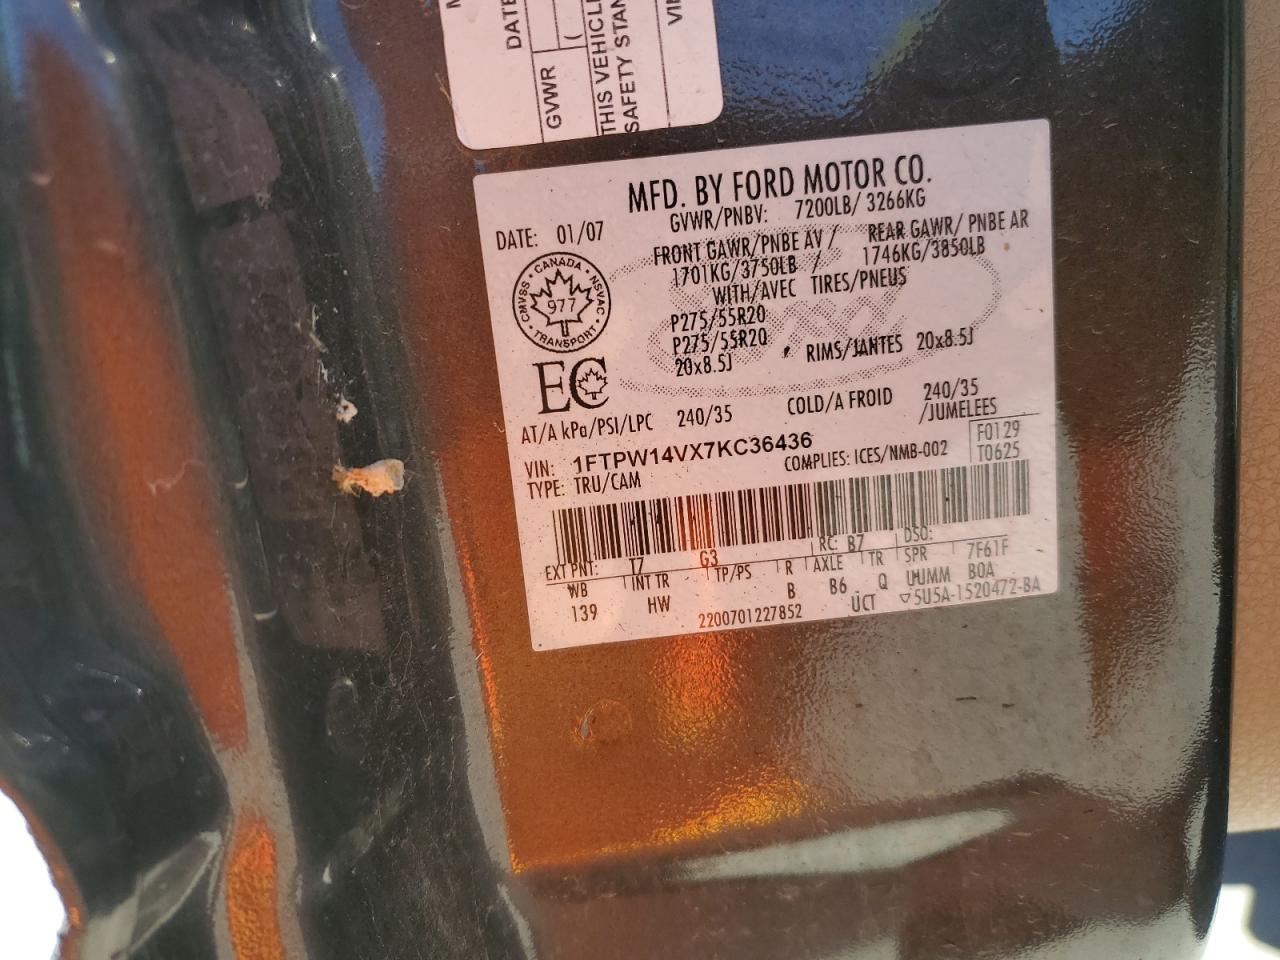 DATE
GVWR
THIS VEHICLE
SAFETY STAN
MFD. BY FORD MOTOR CO.
DATE: 01/07
GVWR/PNBV: 7200LB/ 3266KG
FRONT GAWR/PNBE AV / REAR GAWR/ PNBE AR
1701KG/3750LB / 1746KG/3850LB
WITH/AVEC TIRES/PNEUS
P275/55R20
P275/55R20
20x8.5J , RIMS/JANTES 20x8.5J
CANADA
CMVSS
NSVAC
977
TRANSPORT
EC
AT/A kPa/PSI/LPC 240/35 COLD/A FROID 240/35
/JUMELEES
VIN: 1FTPW14VX7KC36436
TYPE: TRU/CAM COMPLIES: ICES/NMB-002
F0129
T0625
EXT PNT: T7 G3 RC: B7 DSO:
WB INT TR TP/PS R AXLE TR SPR 7F61F
139 HW B B6 Q UUMM BOA
2200701227852 UCT ▽5U5A-1520472-BA